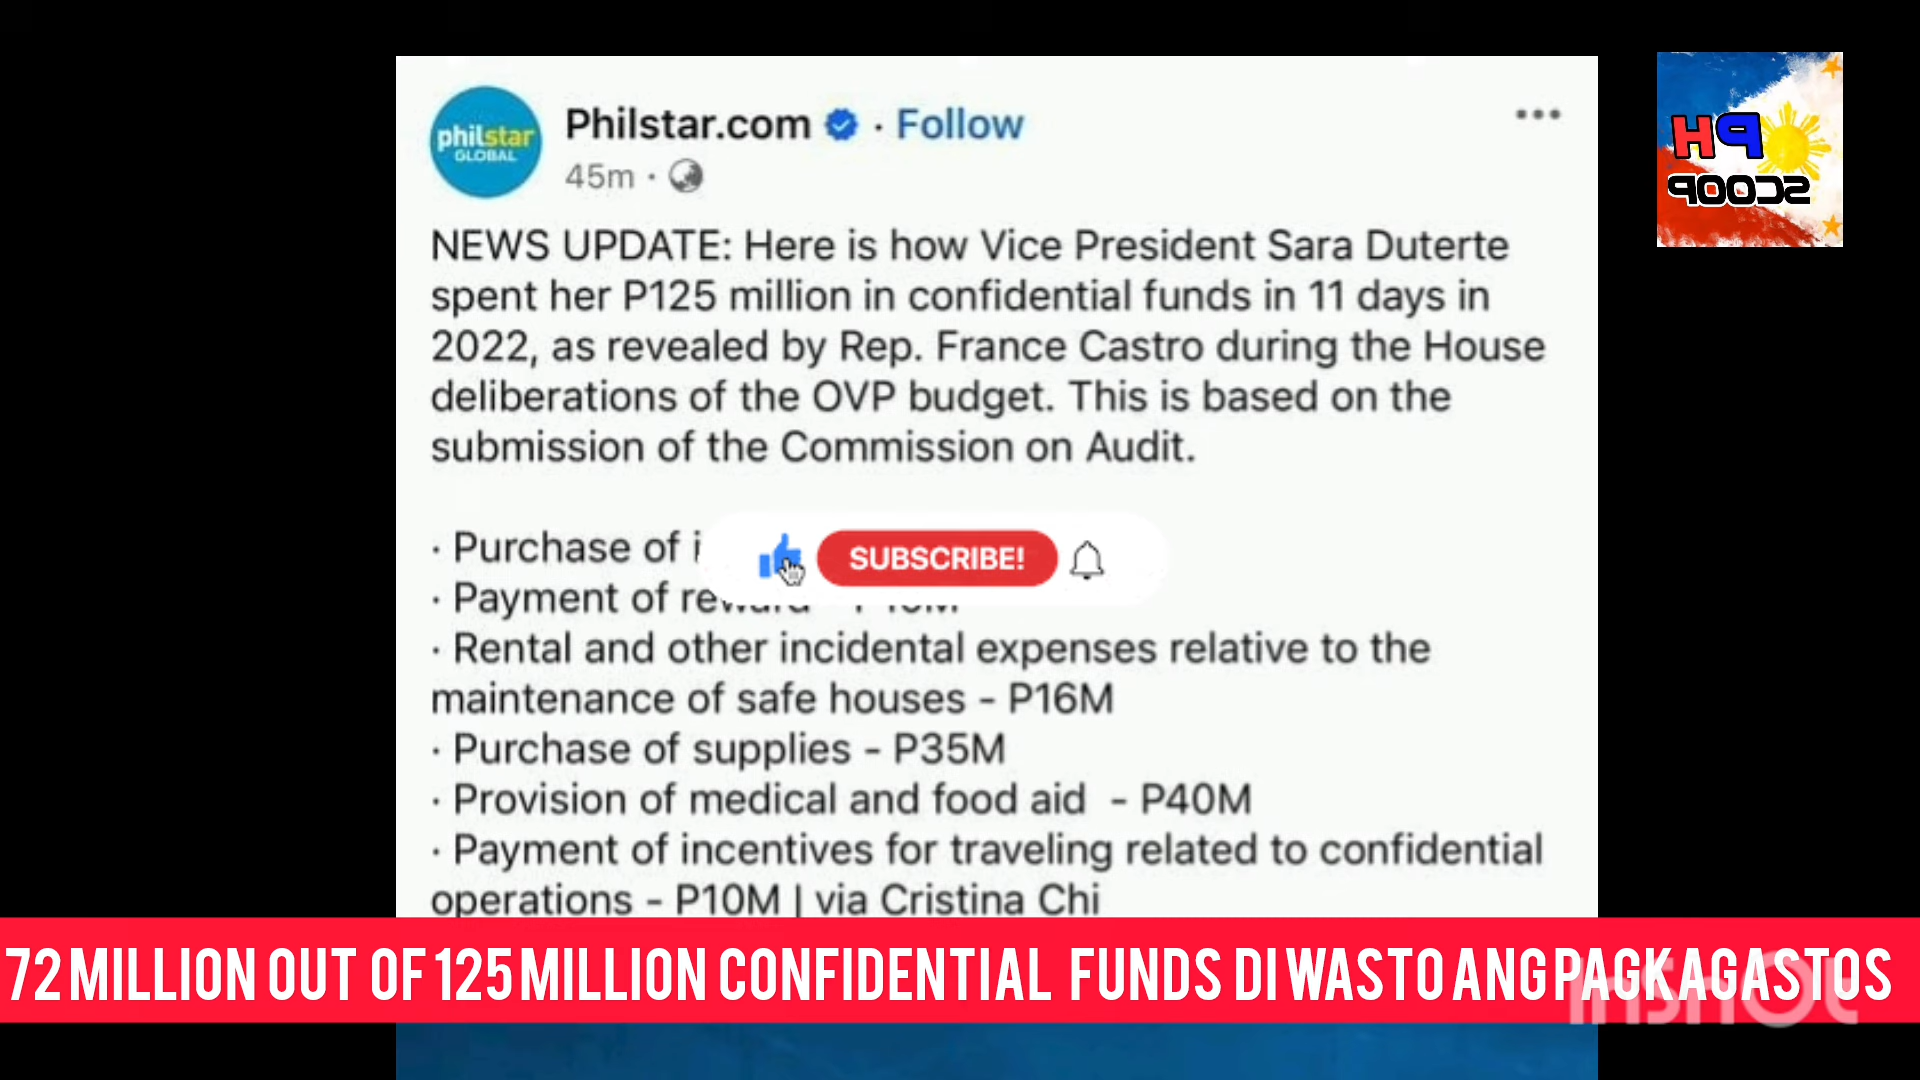 philstar
GLOBAL
Philstar.com · Follow
45m ·
PH
SCOOP
NEWS UPDATE: Here is how Vice President Sara Duterte
spent her P125 million in confidential funds in 11 days in
2022, as revealed by Rep. France Castro during the House
deliberations of the OVP budget. This is based on the
submission of the Commission on Audit.
· Purchase of
SUBSCRIBE!
· Payment of reward -
· Rental and other incidental expenses relative to the
maintenance of safe houses - P16M
· Purchase of supplies - P35M
· Provision of medical and food aid - P40M
· Payment of incentives for traveling related to confidential
operations - P10M | via Cristina Chi
72 MILLION OUT OF 125 MILLION CONFIDENTIAL FUNDS DI WASTO ANG PAGKAGASTOS